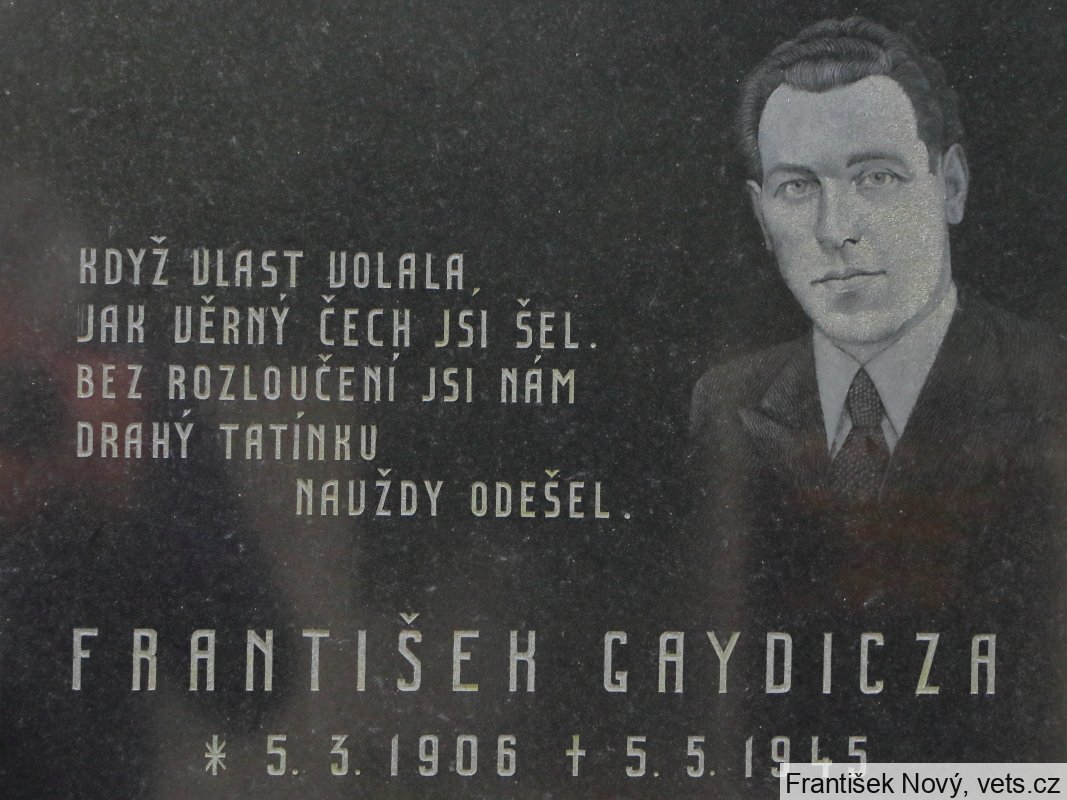 KDYŽ VLAST VOLALA,
JAK VĚRNÝ ČECH, JSI ŠEL.
BEZ ROZLOUČENÍ JSI NÁM
DRAHÝ TATÍNKU
NAVŽDY ODEŠEL.
FRANTIŠEK GAYDICZA
* 5. 3. 1906 † 5. 5. 1945
František Nový, vets.cz